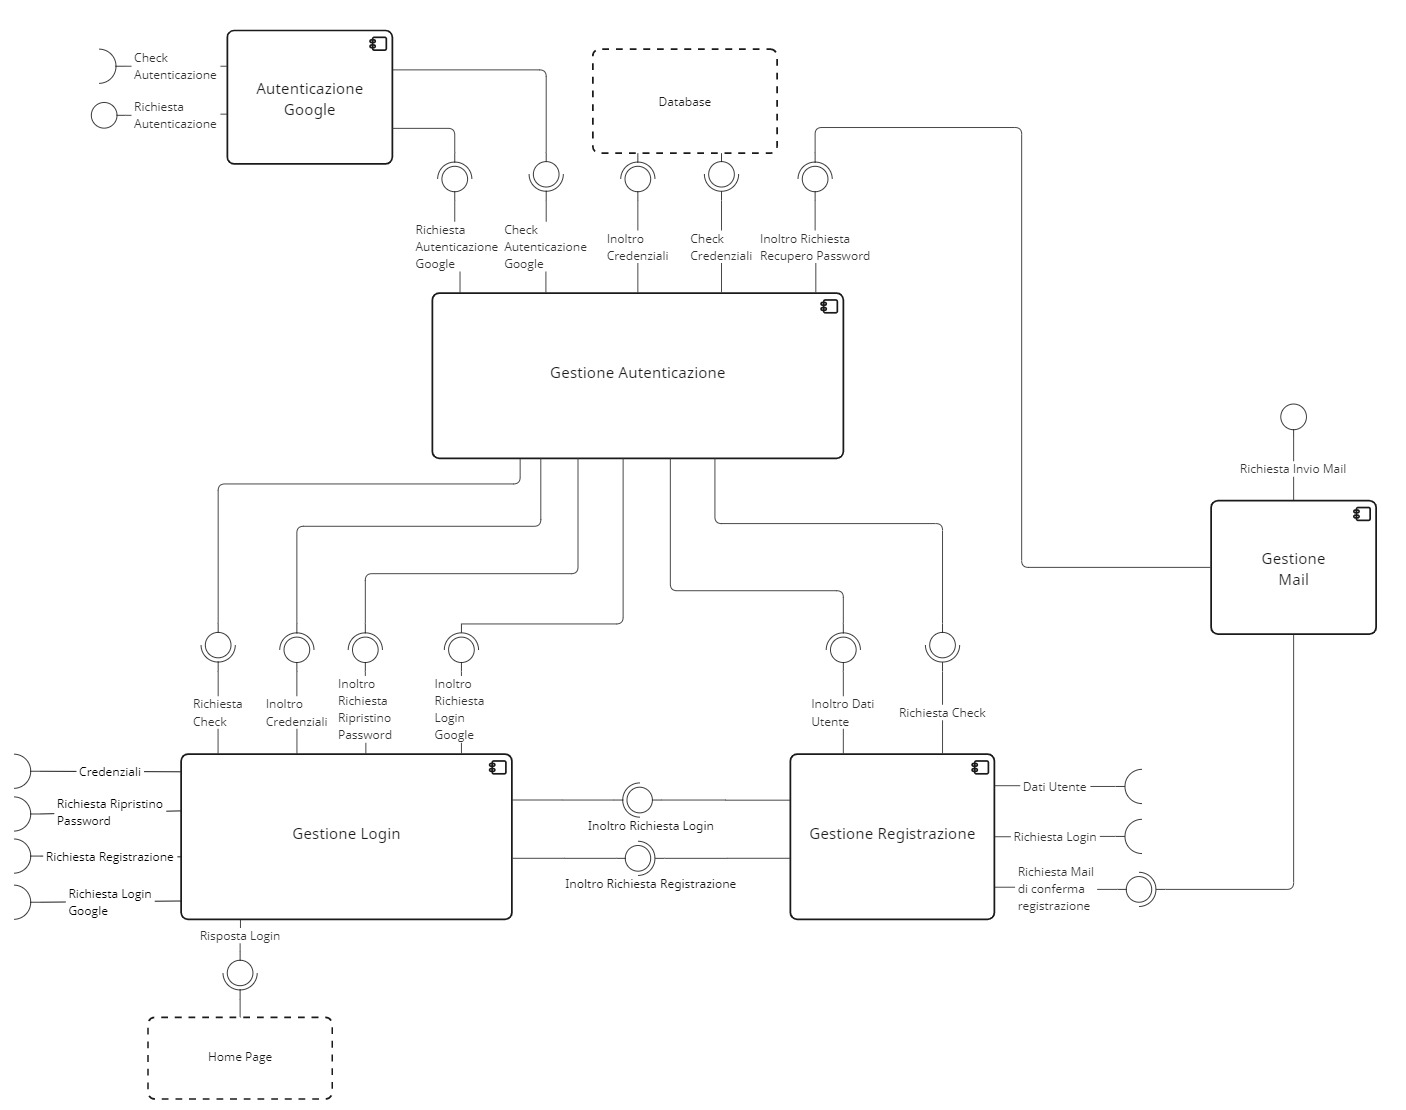 Check
Autenticazione
Richiesta
Autenticazione
Autenticazione
Google
Database
Richiesta
Autenticazione
Google
Check
Autenticazione
Google
Inoltro
Credenziali
Check
Credenziali
Inoltro Richiesta
Recupero Password
Gestione Autenticazione
Richiesta Invio Mail
Gestione
Mail
Richiesta
Check
Inoltro
Credenziali
Inoltro
Richiesta
Ripristino
Password
Inoltro
Richiesta
Login
Google
Inoltro Dati
Utente
Richiesta Check
Credenziali
Richiesta Ripristino
Password
Richiesta Registrazione
Richiesta Login
Google
Gestione Login
Inoltro Richiesta Login
Inoltro Richiesta Registrazione
Gestione Registrazione
Dati Utente
Richiesta Login
Richiesta Mail
di conferma
registrazione
Risposta Login
Home Page